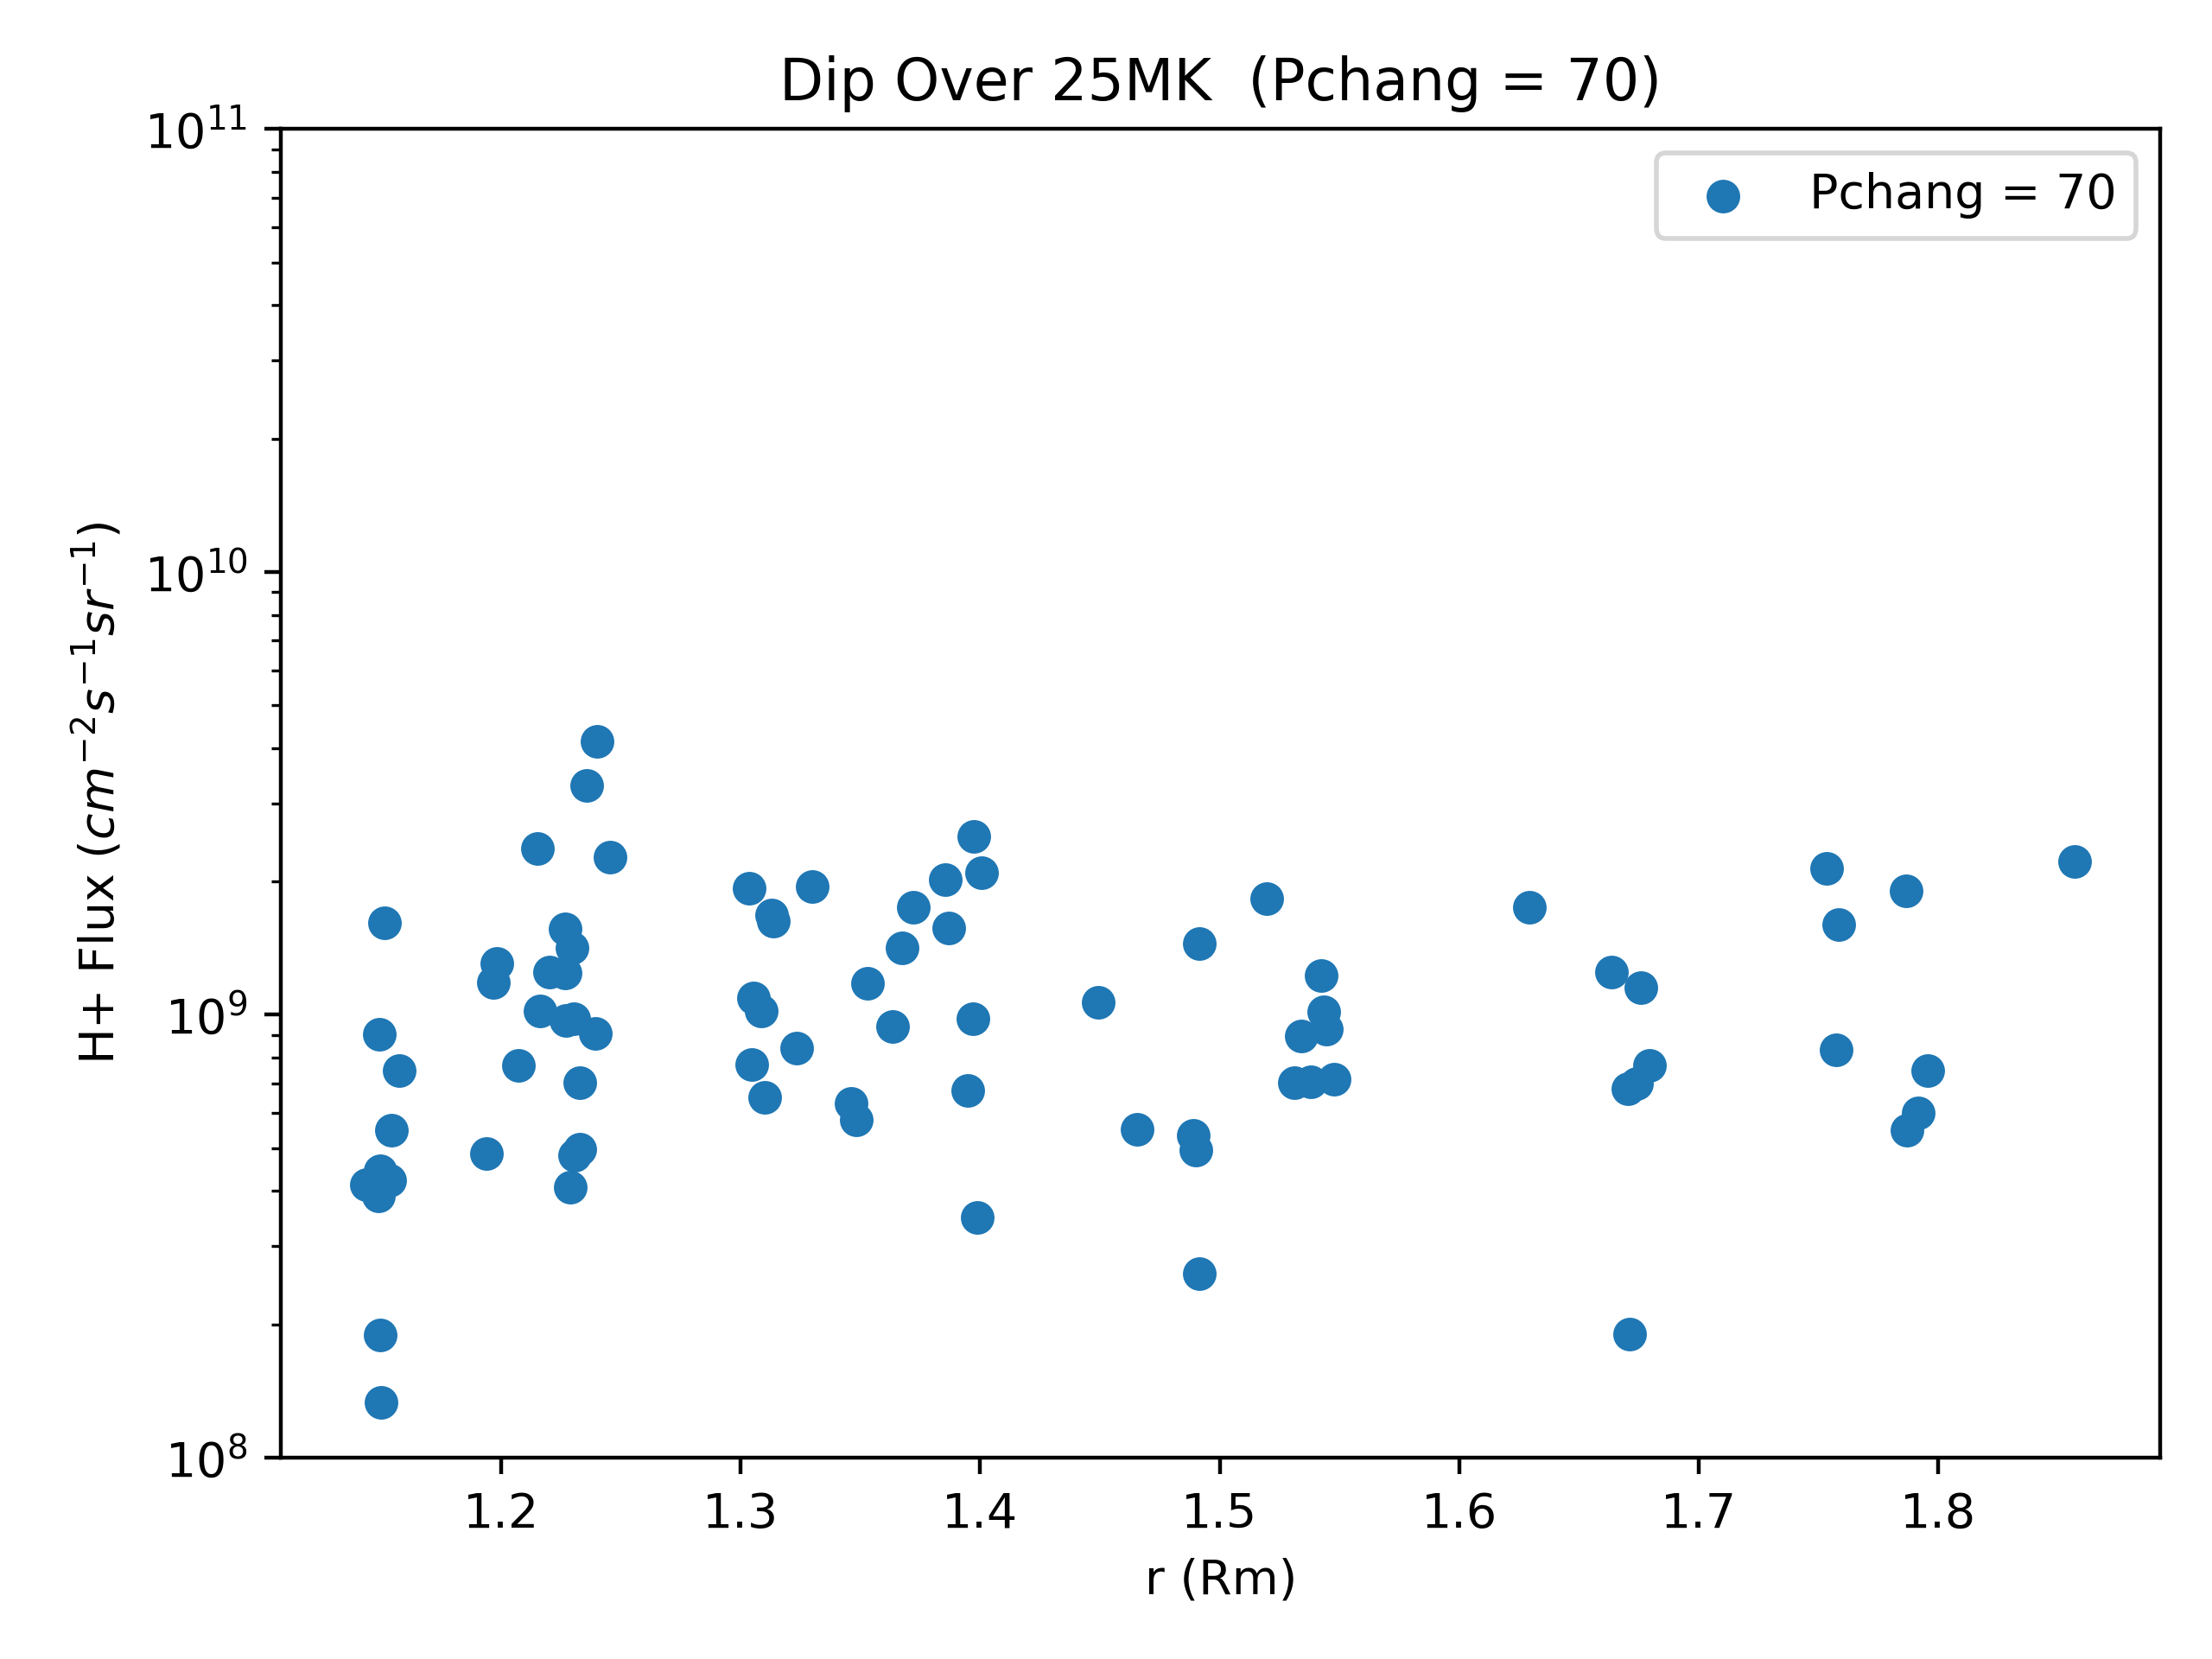 Dip Over 25MK  (Pchang = 70)
Pchang = 70
10¹¹
10¹⁰
10⁹
10⁸
H+ Flux (cm⁻²s⁻¹sr⁻¹)
1.2 1.3 1.4 1.5 1.6 1.7 1.8
r (Rm)